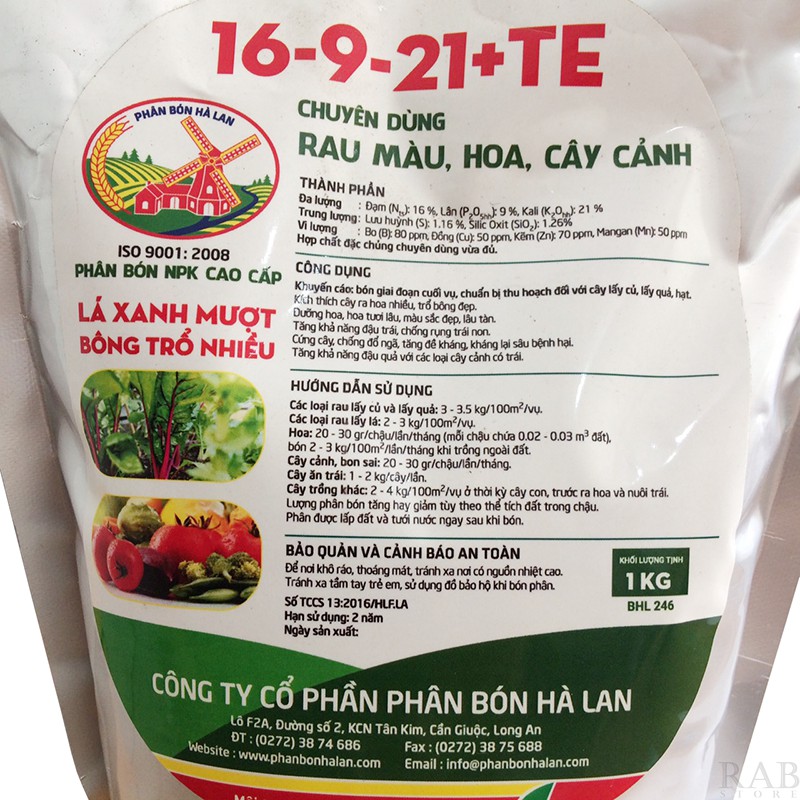 16-9-21+TE
PHÂN BÓN HÀ LAN
ISO 9001: 2008
PHÂN BÓN NPK CAO CẤP
LÁ XANH MƯỢT
BÔNG TRỔ NHIỀU
CHUYÊN DÙNG
RAU MÀU, HOA, CÂY CẢNH
THÀNH PHẦN
Đa lượng : Đạm (Nts): 16 %, Lân (P2O5hh): 9 %, Kali (K2Ohh): 21 %
Trung lượng : Lưu huỳnh (S): 1.16 %, Silic Oxit (SiO2): 1.26%
Vi lượng : Bo (B): 80 ppm, Đồng (Cu): 50 ppm, Kẽm (Zn): 70 ppm, Mangan (Mn): 50 ppm
Hợp chất đặc chủng chuyên dùng vừa đủ.
CÔNG DỤNG
Khuyến cáo: bón giai đoạn cuối vụ, chuẩn bị thu hoạch đối với cây lấy củ, lấy quả, hạt.
Kích thích cây ra hoa nhiều, trổ bông đẹp.
Dưỡng hoa, hoa tươi lâu, màu sắc đẹp, lâu tàn.
Tăng khả năng đậu trái, chống rụng trái non.
Cứng cây, chống đổ ngã, tăng đề kháng, kháng lại sâu bệnh hại.
Tăng khả năng đậu quả với các loại cây cảnh có trái.
HƯỚNG DẪN SỬ DỤNG
Các loại rau lấy củ và lấy quả: 3 - 3.5 kg/100m²/vụ.
Các loại rau lấy lá: 2 - 3 kg/100m²/vụ.
Hoa: 20 - 30 gr/chậu/lần/tháng (mỗi chậu chứa 0.02 - 0.03 m³ đất),
bón 2 - 3 kg/100m²/lần/tháng khi trồng ngoài đất.
Cây cảnh, bon sai: 20 - 30 gr/chậu/lần/tháng.
Cây ăn trái: 1 - 2 kg/cây/lần.
Cây trồng khác: 2 - 4 kg/100m²/vụ ở thời kỳ cây con, trước ra hoa và nuôi trái.
Lượng phân bón tăng hay giảm tùy theo thể tích đất trong chậu.
Phân được lấp đất và tưới nước ngay sau khi bón.
BẢO QUẢN VÀ CẢNH BÁO AN TOÀN
Để nơi khô ráo, thoáng mát, tránh xa nơi có nguồn nhiệt cao.
Tránh xa tầm tay trẻ em, sử dụng đồ bảo hộ khi bón phân.
Số TCCS 13:2016/HLF.LA
Hạn sử dụng: 2 năm
Ngày sản xuất:
KHỐI LƯỢNG TỊNH
1 KG
BHL 246
CÔNG TY CỔ PHẦN PHÂN BÓN HÀ LAN
Lô F2A, Đường số 2, KCN Tân Kim, Cần Giuộc, Long An
ĐT : (0272) 38 74 686 Fax : (0272) 38 75 688
Website : www.phanbonhalan.com Email : info@phanbonhalan.com
RAB
STORE